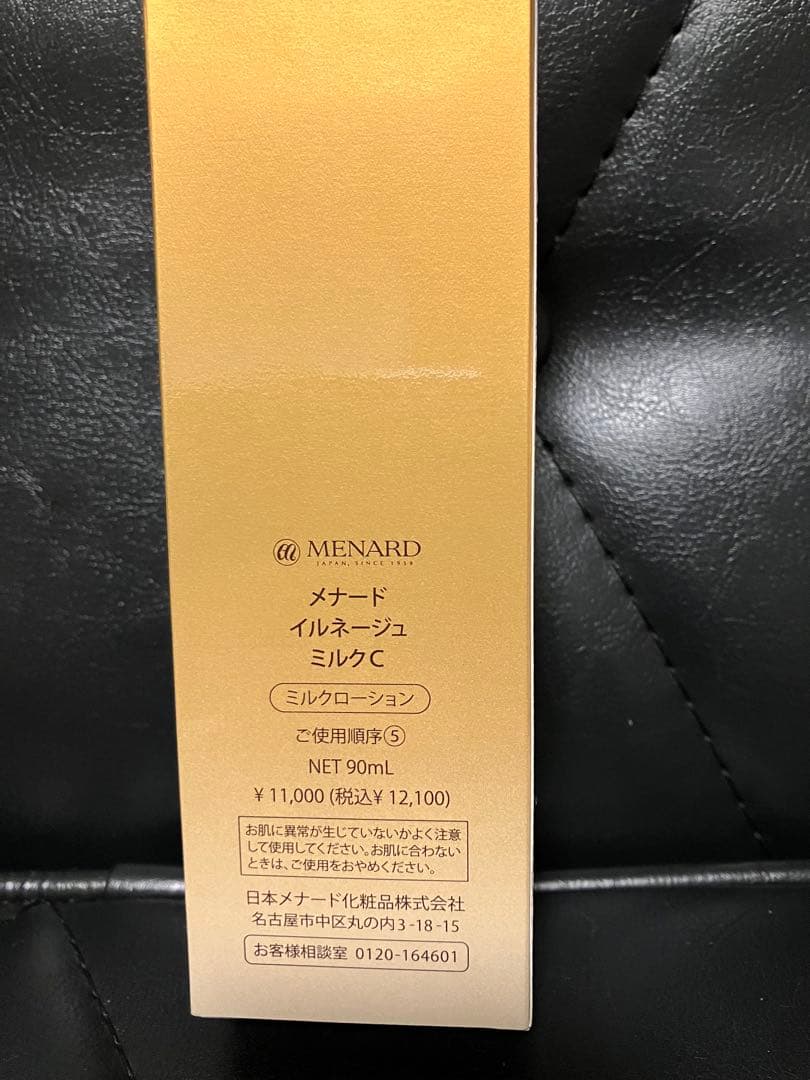 MENARD
JAPAN, SINCE 1959
メナード
イルネージュ
ミルクC
ミルクローション
ご使用順序⑤
NET 90mL
¥11,000 (税込¥12,100)
お肌に異常が生じていないかよく注意
して使用してください。お肌に合わない
ときは、ご使用をおやめください。
日本メナード化粧品株式会社
名古屋市中区丸の内3-18-15
お客様相談室 0120-164601